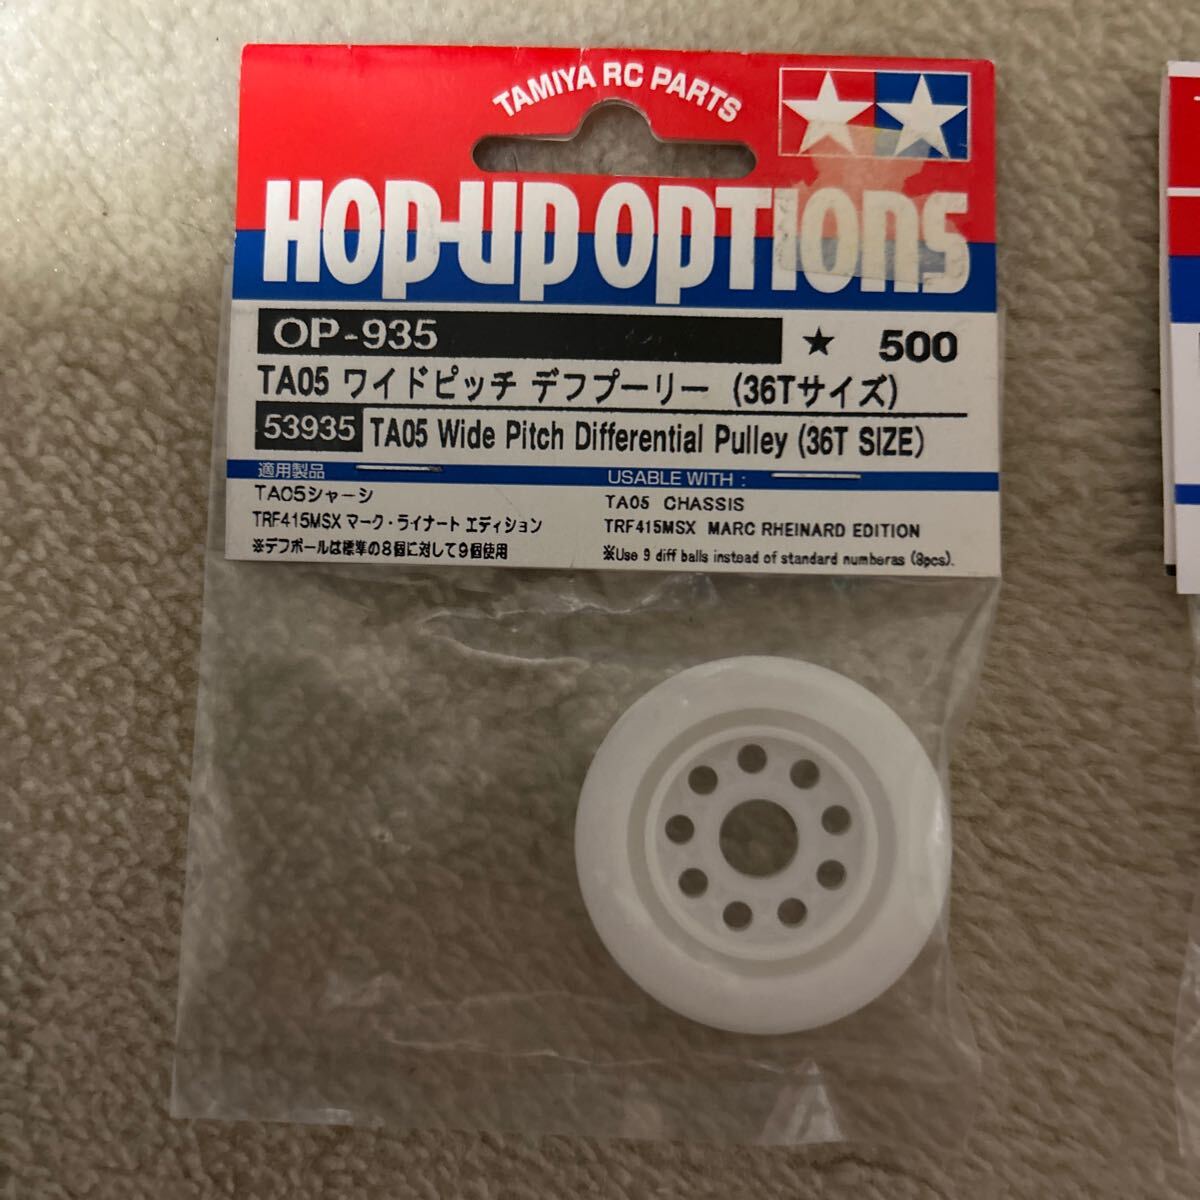 TAMIYA RC PARTS
HOP-UP OPTIONS
OP-935 ★ 500
TA05 ワイドピッチ デフプーリー (36Tサイズ)
53935 TA05 Wide Pitch Differential Pulley (36T SIZE)
適用製品
TA05シャーシ
TRF415MSX マーク・ライナート エディション
※デフボールは標準の8個に対して9個使用
USABLE WITH :
TA05 CHASSIS
TRF415MSX MARC RHEINARD EDITION
※Use 9 diff balls instead of standard numberas (8pcs).